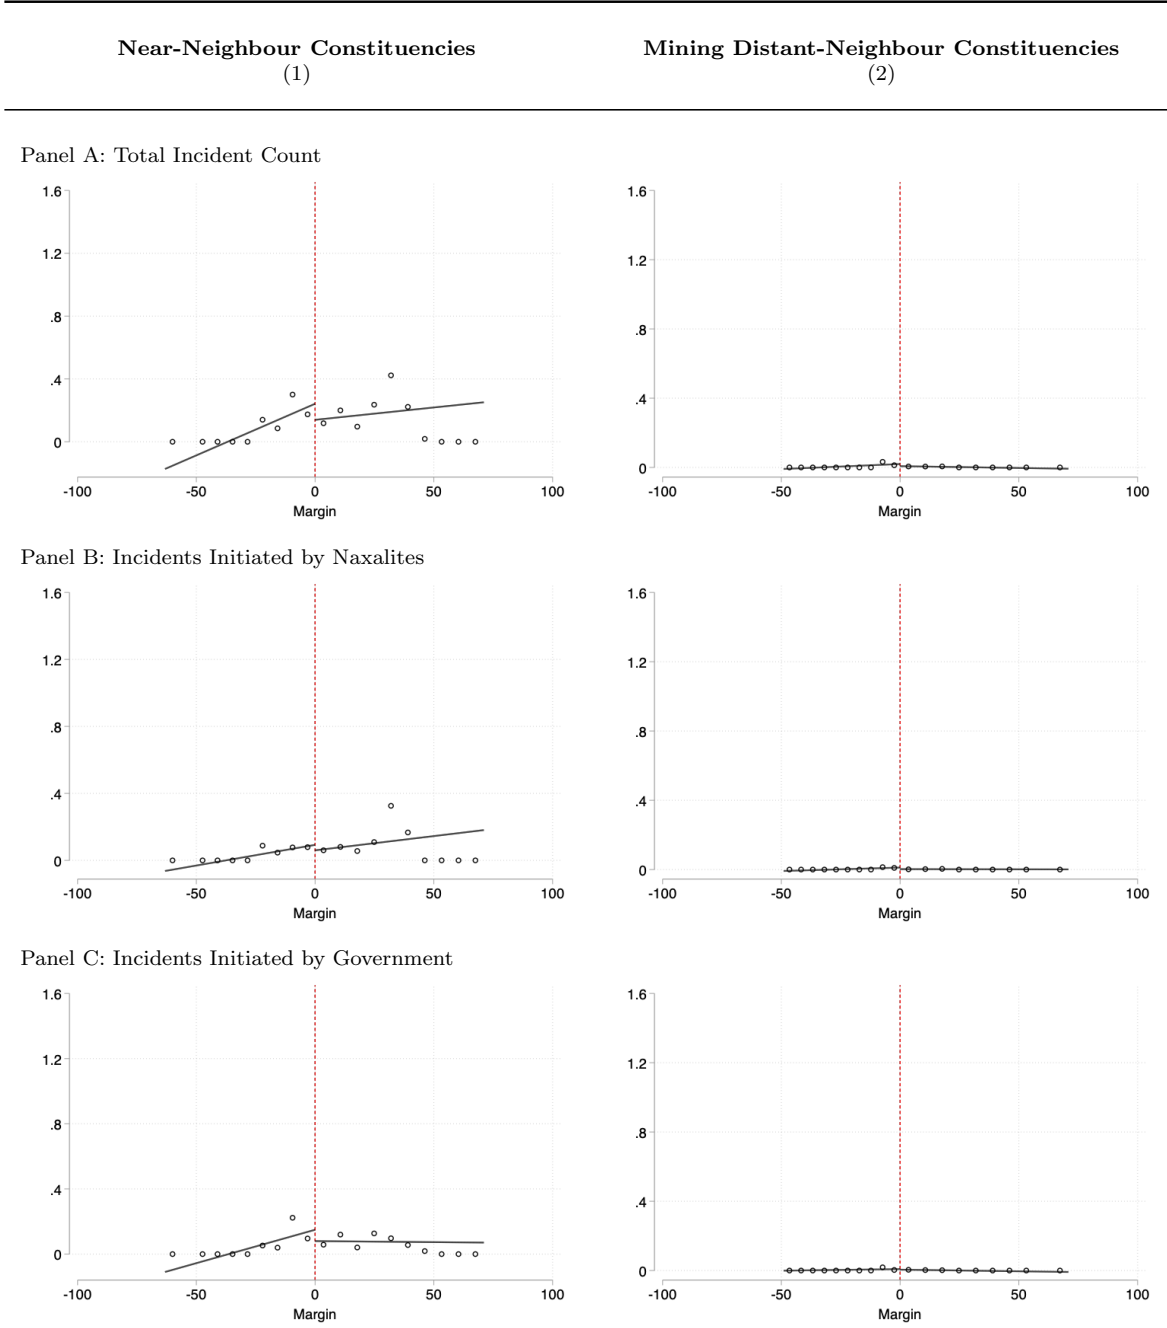 Near-Neighbour Constituencies
(1)
Mining Distant-Neighbour Constituencies
(2)
Panel A: Total Incident Count
1.6
1.2
.8
.4
0
-100 -50 0 50 100
Margin
1.6
1.2
.8
.4
0
-100 -50 0 50 100
Margin
Panel B: Incidents Initiated by Naxalites
1.6
1.2
.8
.4
0
-100 -50 0 50 100
Margin
1.6
1.2
.8
.4
0
-100 -50 0 50 100
Margin
Panel C: Incidents Initiated by Government
1.6
1.2
.8
.4
0
-100 -50 0 50 100
Margin
1.6
1.2
.8
.4
0
-100 -50 0 50 100
Margin